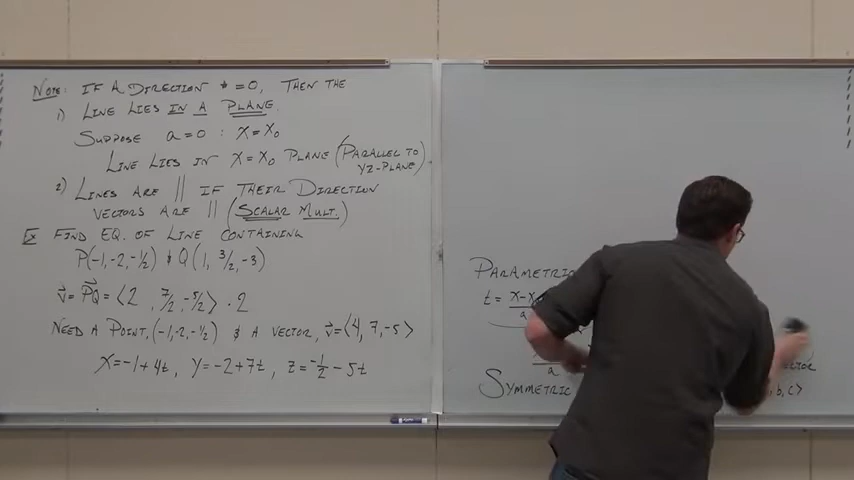 NOTE: IF A DIRECTION # = 0, THEN THE
1) LINE LIES IN A PLANE.
SUPPOSE a=0 : X=X₀
LINE LIES IN X=X₀ PLANE (PARALLEL TO
YZ-PLANE)
2) LINES ARE || IF THEIR DIRECTION
VECTORS ARE || (SCALAR MULT.)
EX FIND EQ. OF LINE CONTAINING
P(-1,-2,-1/2) & Q(1, 3/2, -3)
v⃗ = PQ⃗ = <2, 7/2, -5/2> · 2
NEED A POINT, (-1,-2,-1/2) & A VECTOR, v⃗=<4, 7, -5>
X=-1+4t, Y=-2+7t, Z=-1/2-5t
PARAMETRIC
t = X-X
a
a
SYMMETRIC
b, c>